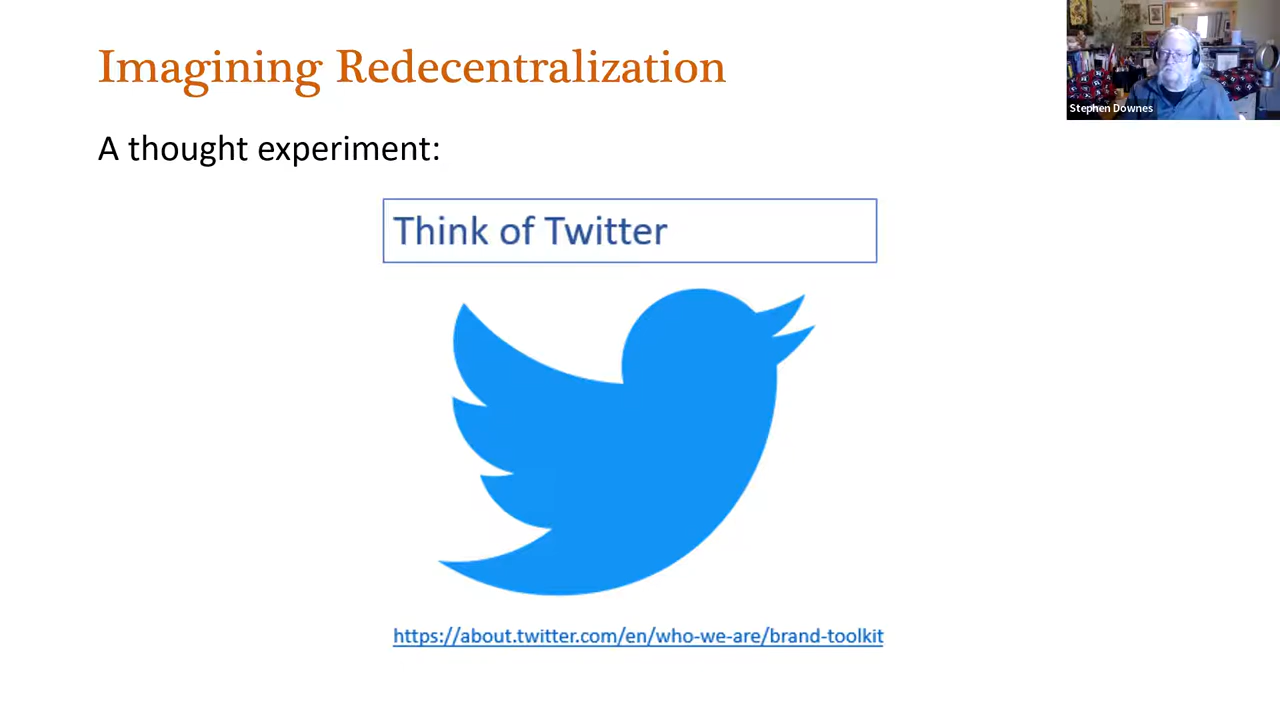 Imagining Redecentralization
Stephen Downes
A thought experiment:
Think of Twitter
https://about.twitter.com/en/who-we-are/brand-toolkit